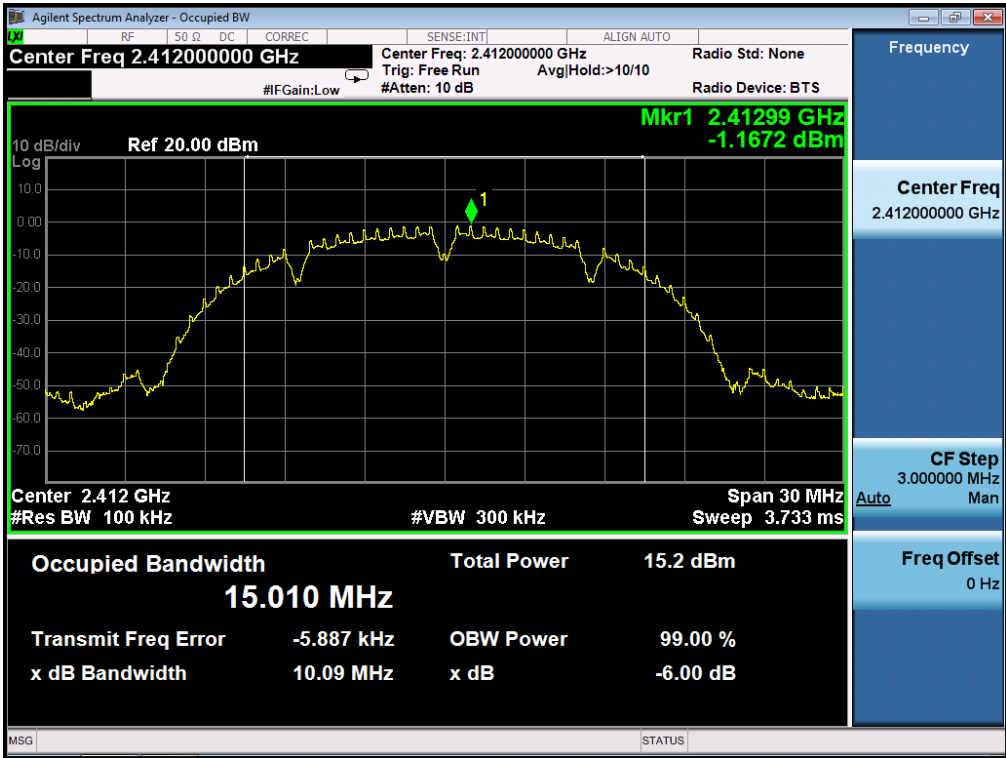 Agilent Spectrum Analyzer - Occupied BW
LXI
RF 50 Ω DC CORREC SENSE:INT ALIGN AUTO
Center Freq 2.412000000 GHz
Center Freq: 2.412000000 GHz Radio Std: None
Trig: Free Run Avg|Hold:>10/10
#IFGain:Low #Atten: 10 dB Radio Device: BTS
Mkr1 2.41299 GHz
-1.1672 dBm
10 dB/div Ref 20.00 dBm
Log
10.0
0.00
-10.0
-20.0
-30.0
-40.0
-50.0
-60.0
-70.0
1
Center 2.412 GHz Span 30 MHz
#Res BW 100 kHz #VBW 300 kHz Sweep 3.733 ms
Occupied Bandwidth Total Power 15.2 dBm
15.010 MHz
Transmit Freq Error -5.887 kHz OBW Power 99.00 %
x dB Bandwidth 10.09 MHz x dB -6.00 dB
MSG STATUS
Frequency
Center Freq
2.412000000 GHz
CF Step
3.000000 MHz
Auto Man
Freq Offset
0 Hz